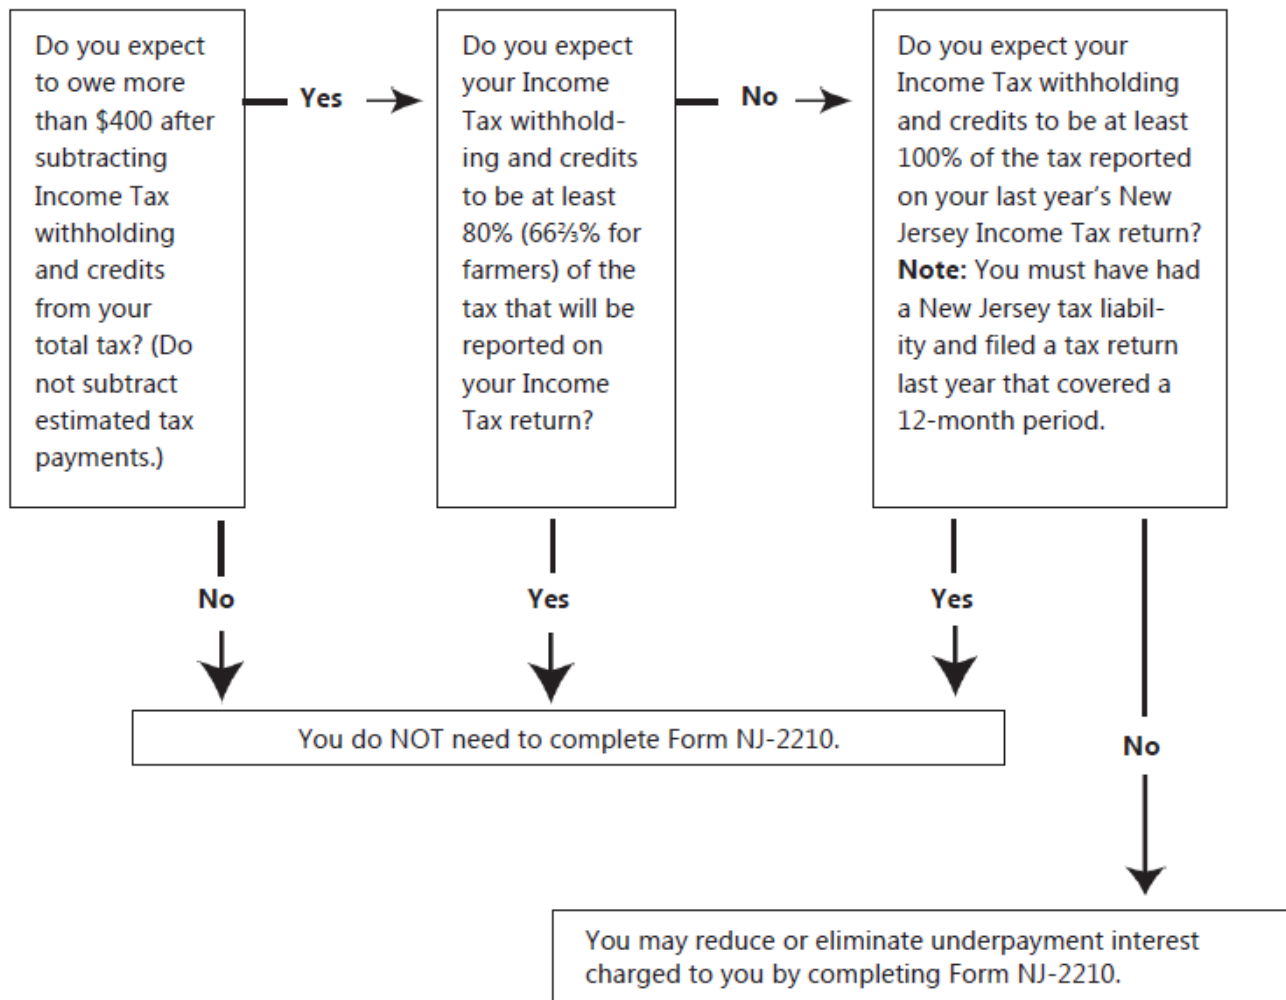 Do you expect
to owe more
than $400 after
subtracting
Income Tax
withholding
and credits
from your
total tax? (Do
not subtract
estimated tax
payments.)
Yes
Do you expect
your Income
Tax withhold-
ing and credits
to be at least
80% (66⅔% for
farmers) of the
tax that will be
reported on
your Income
Tax return?
No
Do you expect your
Income Tax withholding
and credits to be at least
100% of the tax reported
on your last year's New
Jersey Income Tax return?
Note: You must have had
a New Jersey tax liabil-
ity and filed a tax return
last year that covered a
12-month period.
No
Yes
Yes
You do NOT need to complete Form NJ-2210.
No
You may reduce or eliminate underpayment interest
charged to you by completing Form NJ-2210.